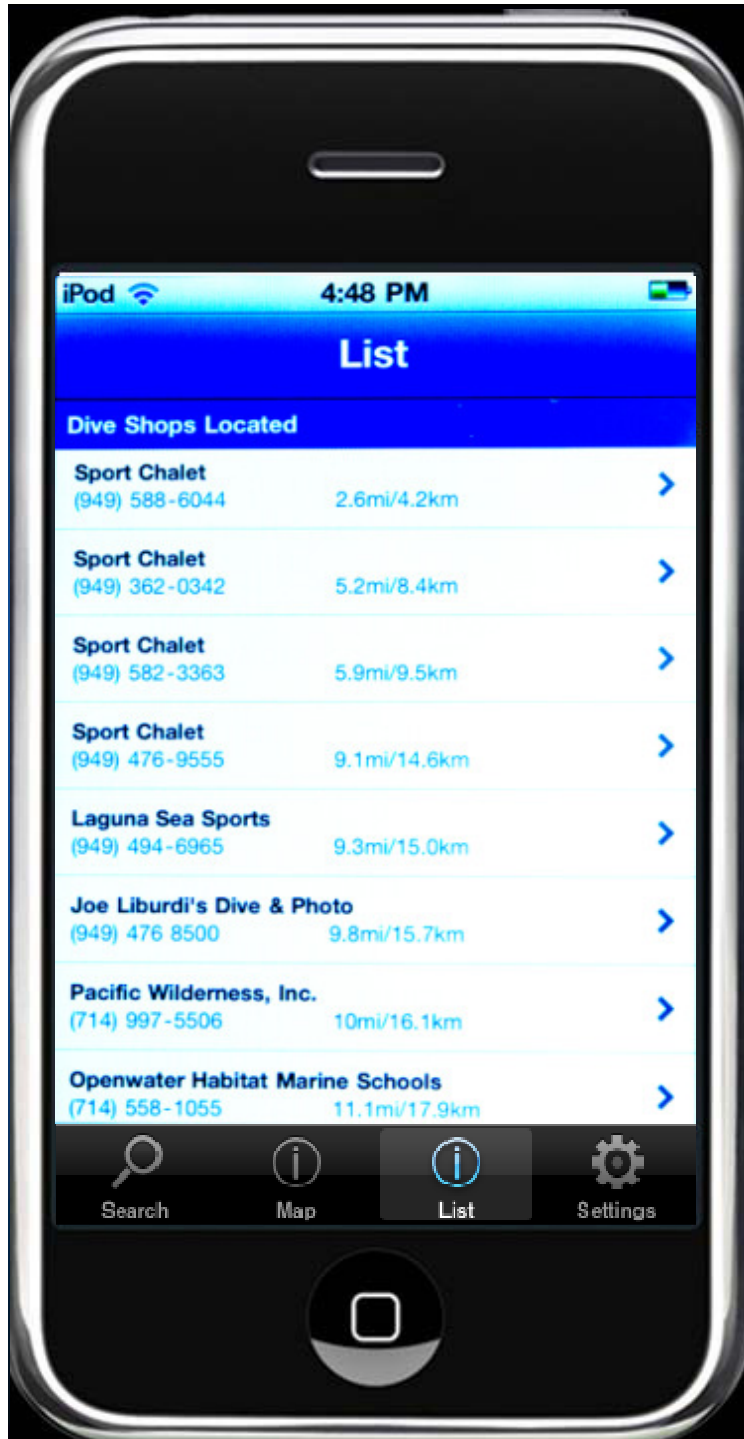 iPod 4:48 PM
List
Dive Shops Located
Sport Chalet
(949) 588-6044 2.6mi/4.2km
Sport Chalet
(949) 362-0342 5.2mi/8.4km
Sport Chalet
(949) 582-3363 5.9mi/9.5km
Sport Chalet
(949) 476-9555 9.1mi/14.6km
Laguna Sea Sports
(949) 494-6965 9.3mi/15.0km
Joe Liburdi's Dive & Photo
(949) 476 8500 9.8mi/15.7km
Pacific Wilderness, Inc.
(714) 997-5506 10mi/16.1km
Openwater Habitat Marine Schools
(714) 558-1055 11.1mi/17.9km
Search Map List Settings